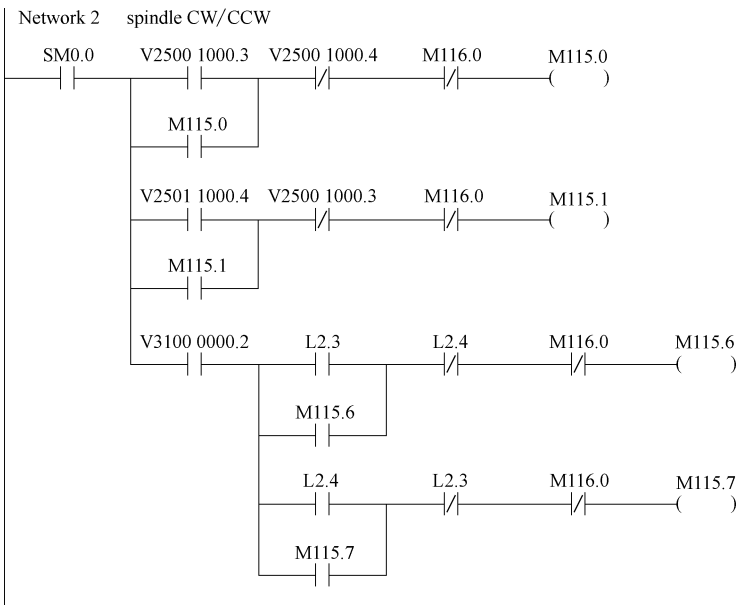 Network 2 spindle CW/CCW
SM0.0 V2500 1000.3 V2500 1000.4 M116.0 M115.0
M115.0
V2501 1000.4 V2500 1000.3 M116.0 M115.1
M115.1
V3100 0000.2 L2.3 L2.4 M116.0 M115.6
M115.6
L2.4 L2.3 M116.0 M115.7
M115.7